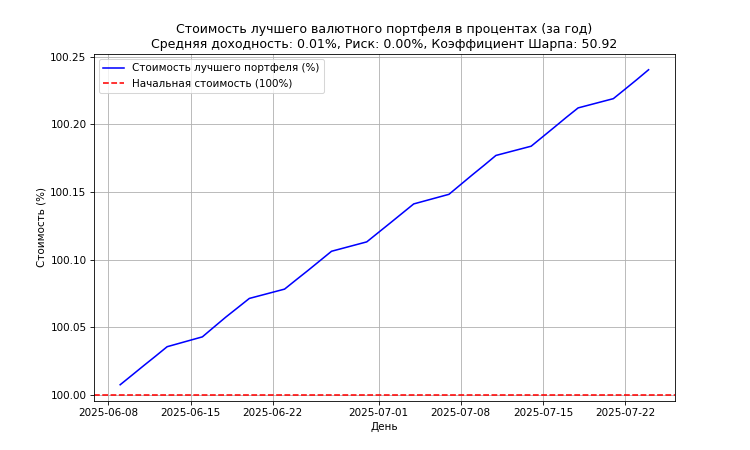 Стоимость лучшего валютного портфеля в процентах (за год)
Средняя доходность: 0.01%, Риск: 0.00%, Коэффициент Шарпа: 50.92
Стоимость лучшего портфеля (%)
Начальная стоимость (100%)
Стоимость (%)
100.25
100.20
100.15
100.10
100.05
100.00
2025-06-08
2025-06-15
2025-06-22
2025-07-01
2025-07-08
2025-07-15
2025-07-22
День